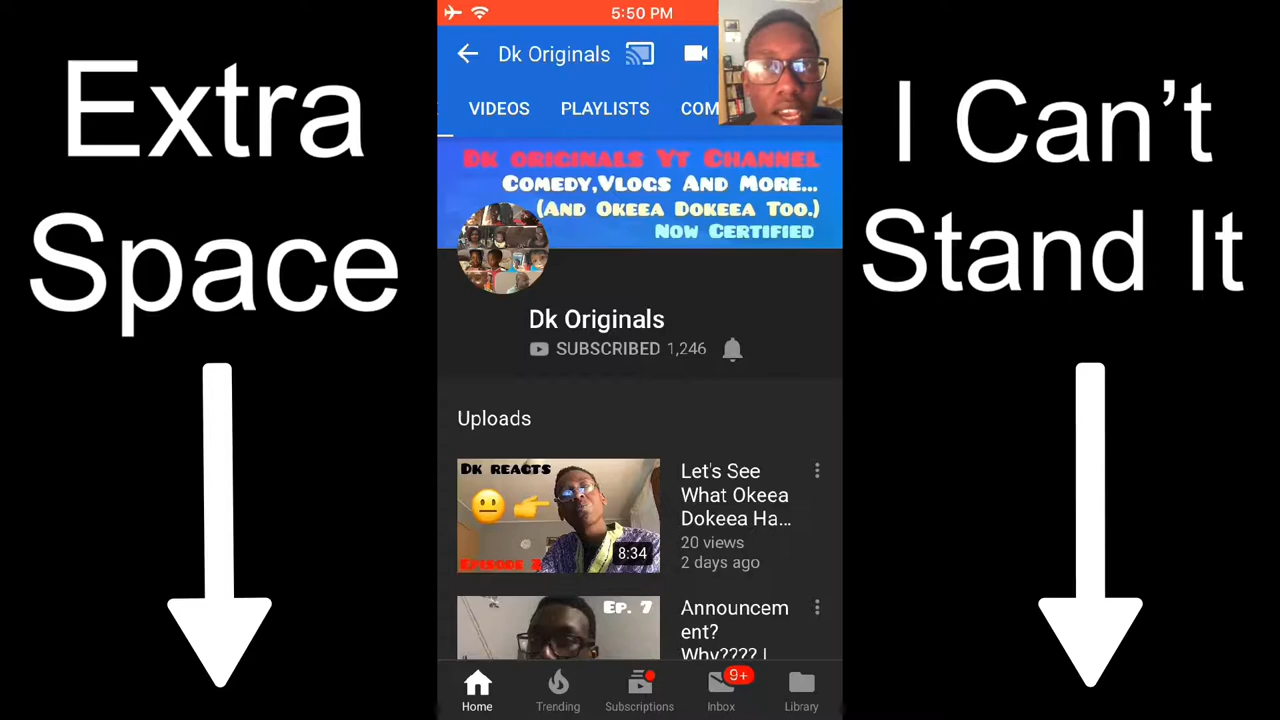 Extra
Space
I Can’t
Stand It
5:50 PM
Dk Originals
VIDEOS
PLAYLISTS
COM
Dk originals Yt Channel
Comedy,Vlogs And More...
(And Okeea Dokeea Too.)
Now Certified
Dk Originals
SUBSCRIBED 1,246
Uploads
Dk reacts
Episode 2
8:34
Let's See
What Okeea
Dokeea Ha...
20 views
2 days ago
Ep. 7
Announcem
ent?
Why???? |
Home
Trending
Subscriptions
9+
Inbox
Library